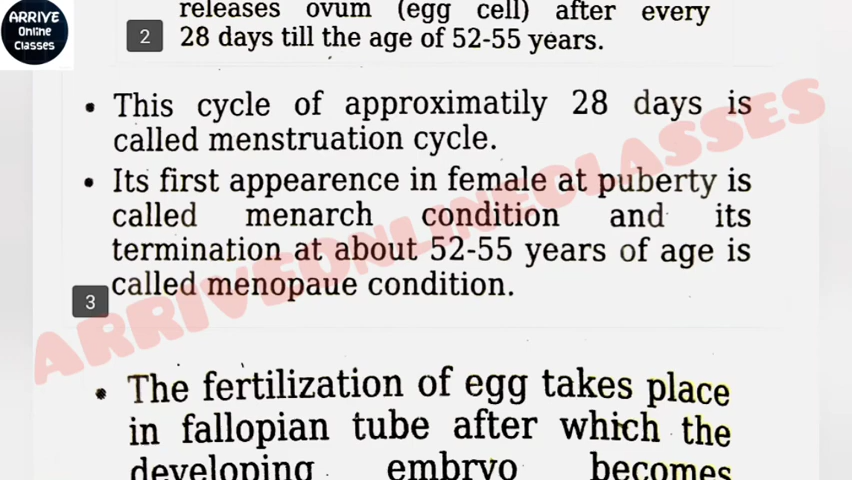 ARRIVE
Online
Classes
releases ovum (egg cell) after every
2
28 days till the age of 52-55 years.
• This cycle of approximatily 28 days is
called menstruation cycle.
• Its first appearence in female at puberty is
called menarch condition and its
termination at about 52-55 years of age is
called menopaue condition.
3
ARRIVEONLINECLASSES
• The fertilization of egg takes place
in fallopian tube after which the
developing embryo becomes